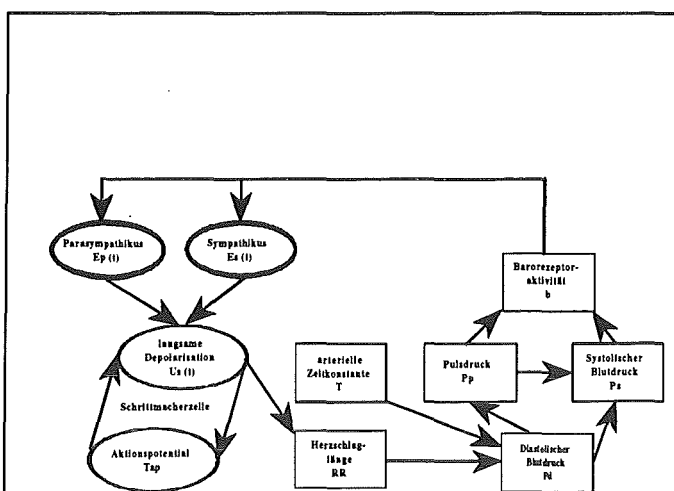 Parasympathikus
Ep (t)
Sympathikus
Es (t)
Barorezeptor-
aktivität
b
langsame
Depolarisation
Us (t)
Schrittmacherzelle
Aktionspotential
Tap
arterielle
Zeitkonstante
T
Pulsdruck
Pp
Systolischer
Blutdruck
Ps
Herzschlag-
länge
RR
Diastolischer
Blutdruck
Pd